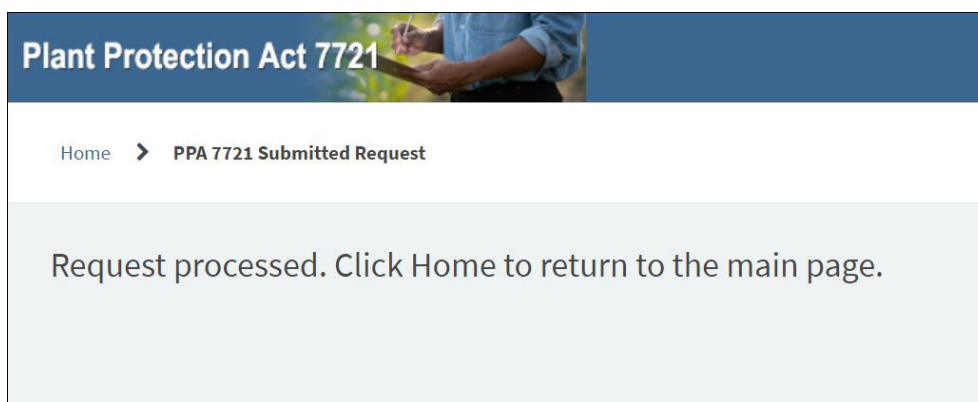 Plant Protection Act 7721
Home > PPA 7721 Submitted Request
Request processed. Click Home to return to the main page.